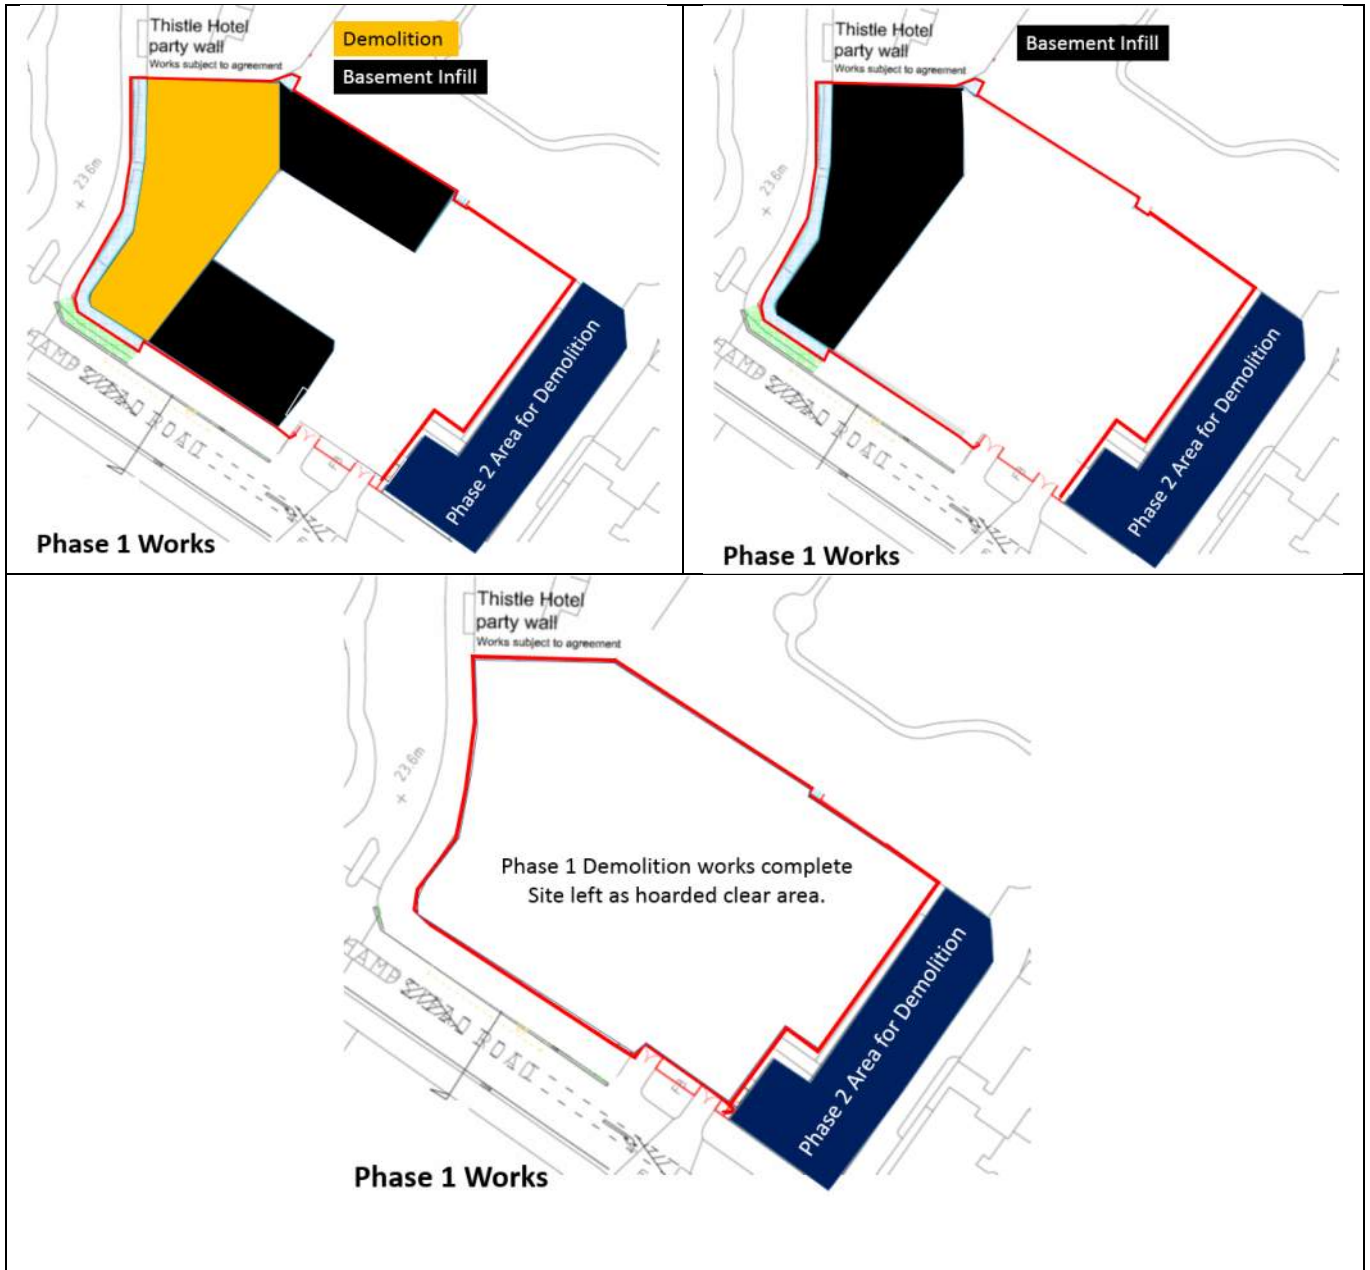 Thistle Hotel
party wall
Works subject to agreement
Demolition
Basement Infill
23.6m
ROAD
Phase 2 Area for Demolition
Phase 1 Works
Thistle Hotel
party wall
Works subject to agreement
Basement Infill
23.6m
ROAD
Phase 2 Area for Demolition
Phase 1 Works
Thistle Hotel
party wall
Works subject to agreement
23.6m
Phase 1 Demolition works complete
Site left as hoarded clear area.
ROAD
Phase 2 Area for Demolition
Phase 1 Works